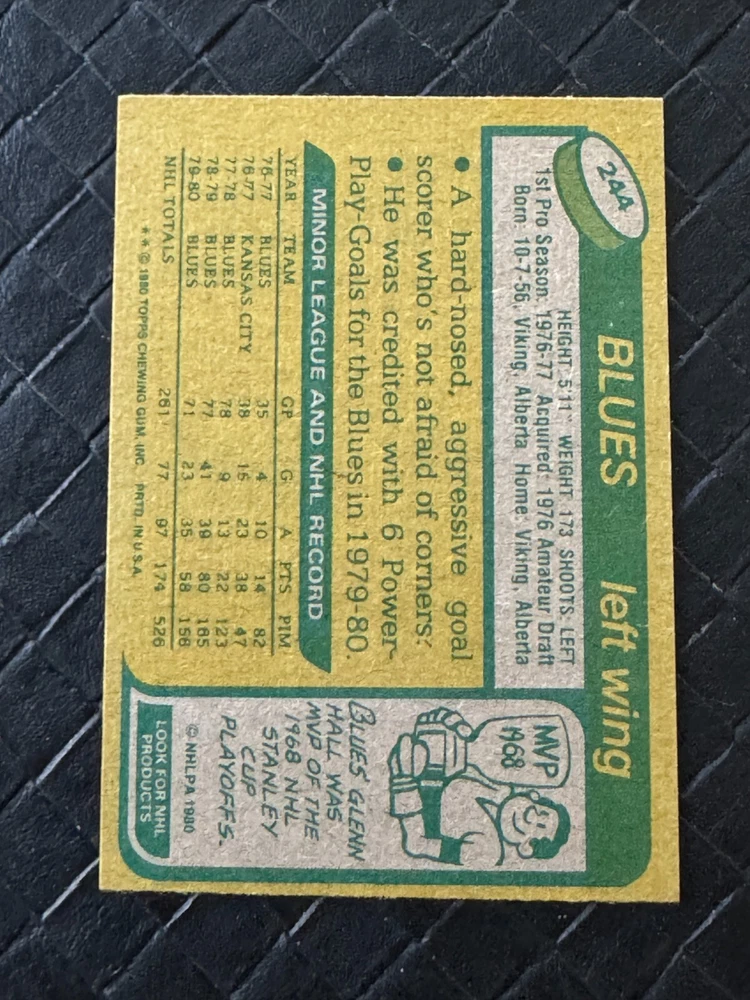 244
BLUES left wing
HEIGHT: 5'11" WEIGHT: 173 SHOOTS: LEFT
1st Pro Season: 1976-77 Acquired: 1976 Amateur Draft
Born: 10-7-56, Viking, Alberta Home: Viking, Alberta
• A hard-nosed, aggressive goal
scorer who's not afraid of corners.
• He was credited with 6 Power-
Play-Goals for the Blues in 1979-80.
MINOR LEAGUE AND NHL RECORD
YEAR TEAM GP G A PTS PIM
76-77 BLUES 35 4 10 14 82
76-77 KANSAS CITY 38 15 23 38 47
77-78 BLUES 78 9 13 22 123
78-79 BLUES 77 41 39 80 165
79-80 BLUES 71 23 35 58 156
NHL TOTALS 261 77 97 174 526
* * © 1980 TOPPS CHEWING GUM, INC. PRTD. IN U.S.A.
MVP
1968
BLUES' GLENN
HALL WAS
MVP OF THE
1968 NHL
STANLEY
CUP
PLAYOFFS.
© NHLPA 1980
LOOK FOR NHL
PRODUCTS